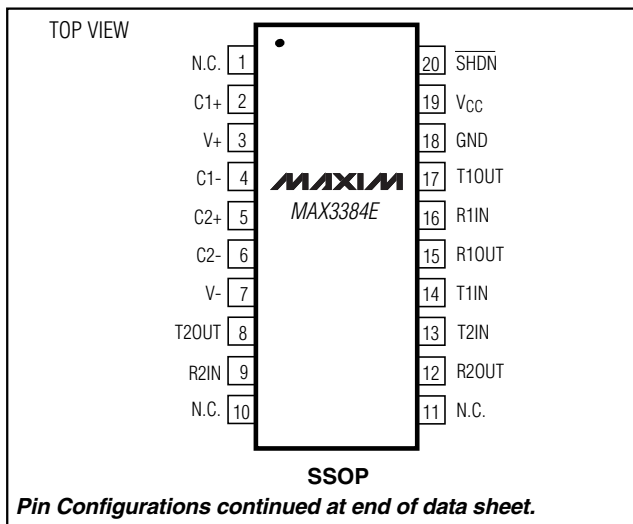 TOP VIEW
N.C. 1
C1+ 2
V+ 3
C1- 4
C2+ 5
C2- 6
V- 7
T2OUT 8
R2IN 9
N.C. 10
MAXIM
MAX3384E
20 SHDN
19 VCC
18 GND
17 T1OUT
16 R1IN
15 R1OUT
14 T1IN
13 T2IN
12 R2OUT
11 N.C.
SSOP
Pin Configurations continued at end of data sheet.